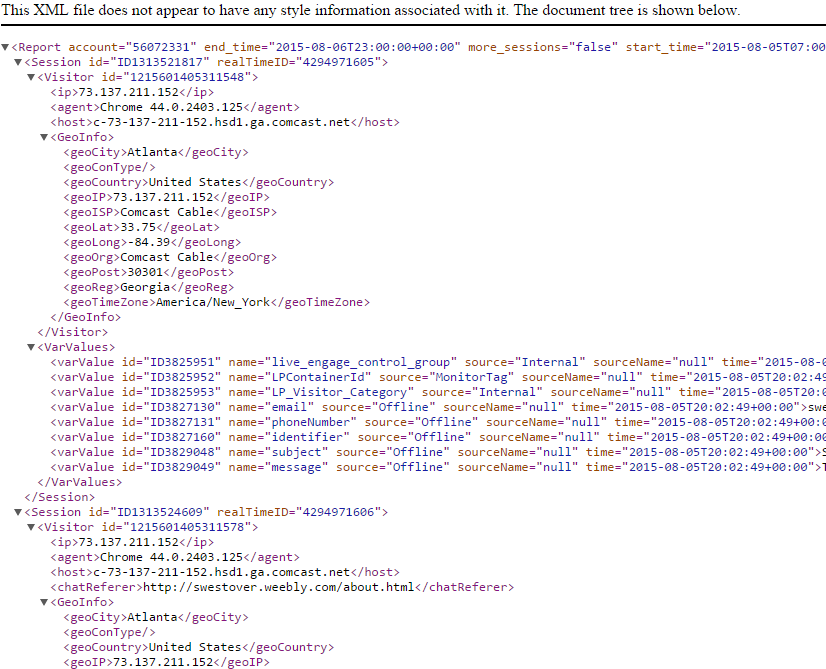 This XML file does not appear to have any style information associated with it. The document tree is shown below.
▼<Report account="56072331" end_time="2015-08-06T23:00:00+00:00" more_sessions="false" start_time="2015-08-05T07:00
▼<Session id="ID1313521817" realTimeID="4294971605">
▼<Visitor id="1215601405311548">
<ip>73.137.211.152</ip>
<agent>Chrome 44.0.2403.125</agent>
<host>c-73-137-211-152.hsd1.ga.comcast.net</host>
▼<GeoInfo>
<geoCity>Atlanta</geoCity>
<geoConType/>
<geoCountry>United States</geoCountry>
<geoIP>73.137.211.152</geoIP>
<geoISP>Comcast Cable</geoISP>
<geoLat>33.75</geoLat>
<geoLong>-84.39</geoLong>
<geoOrg>Comcast Cable</geoOrg>
<geoPost>30301</geoPost>
<geoReg>Georgia</geoReg>
<geoTimeZone>America/New_York</geoTimeZone>
</GeoInfo>
</Visitor>
▼<VarValues>
<varValue id="ID3825951" name="live_engage_control_group" source="Internal" sourceName="null" time="2015-08-0
<varValue id="ID3825952" name="LPContainerId" source="MonitorTag" sourceName="null" time="2015-08-05T20:02:49
<varValue id="ID3825953" name="LP_Visitor_Category" source="Internal" sourceName="null" time="2015-08-05T20:0
<varValue id="ID3827130" name="email" source="Offline" sourceName="null" time="2015-08-05T20:02:49+00:00">swe
<varValue id="ID3827131" name="phoneNumber" source="Offline" sourceName="null" time="2015-08-05T20:02:49+00:0
<varValue id="ID3827160" name="identifier" source="Offline" sourceName="null" time="2015-08-05T20:02:49+00:00
<varValue id="ID3829048" name="subject" source="Offline" sourceName="null" time="2015-08-05T20:02:49+00:00">S
<varValue id="ID3829049" name="message" source="Offline" sourceName="null" time="2015-08-05T20:02:49+00:00">T
</VarValues>
</Session>
▼<Session id="ID1313524609" realTimeID="4294971606">
▼<Visitor id="1215601405311578">
<ip>73.137.211.152</ip>
<agent>Chrome 44.0.2403.125</agent>
<host>c-73-137-211-152.hsd1.ga.comcast.net</host>
<chatReferer>http://swestover.weebly.com/about.html</chatReferer>
▼<GeoInfo>
<geoCity>Atlanta</geoCity>
<geoConType/>
<geoCountry>United States</geoCountry>
<geoIP>73.137.211.152</geoIP>